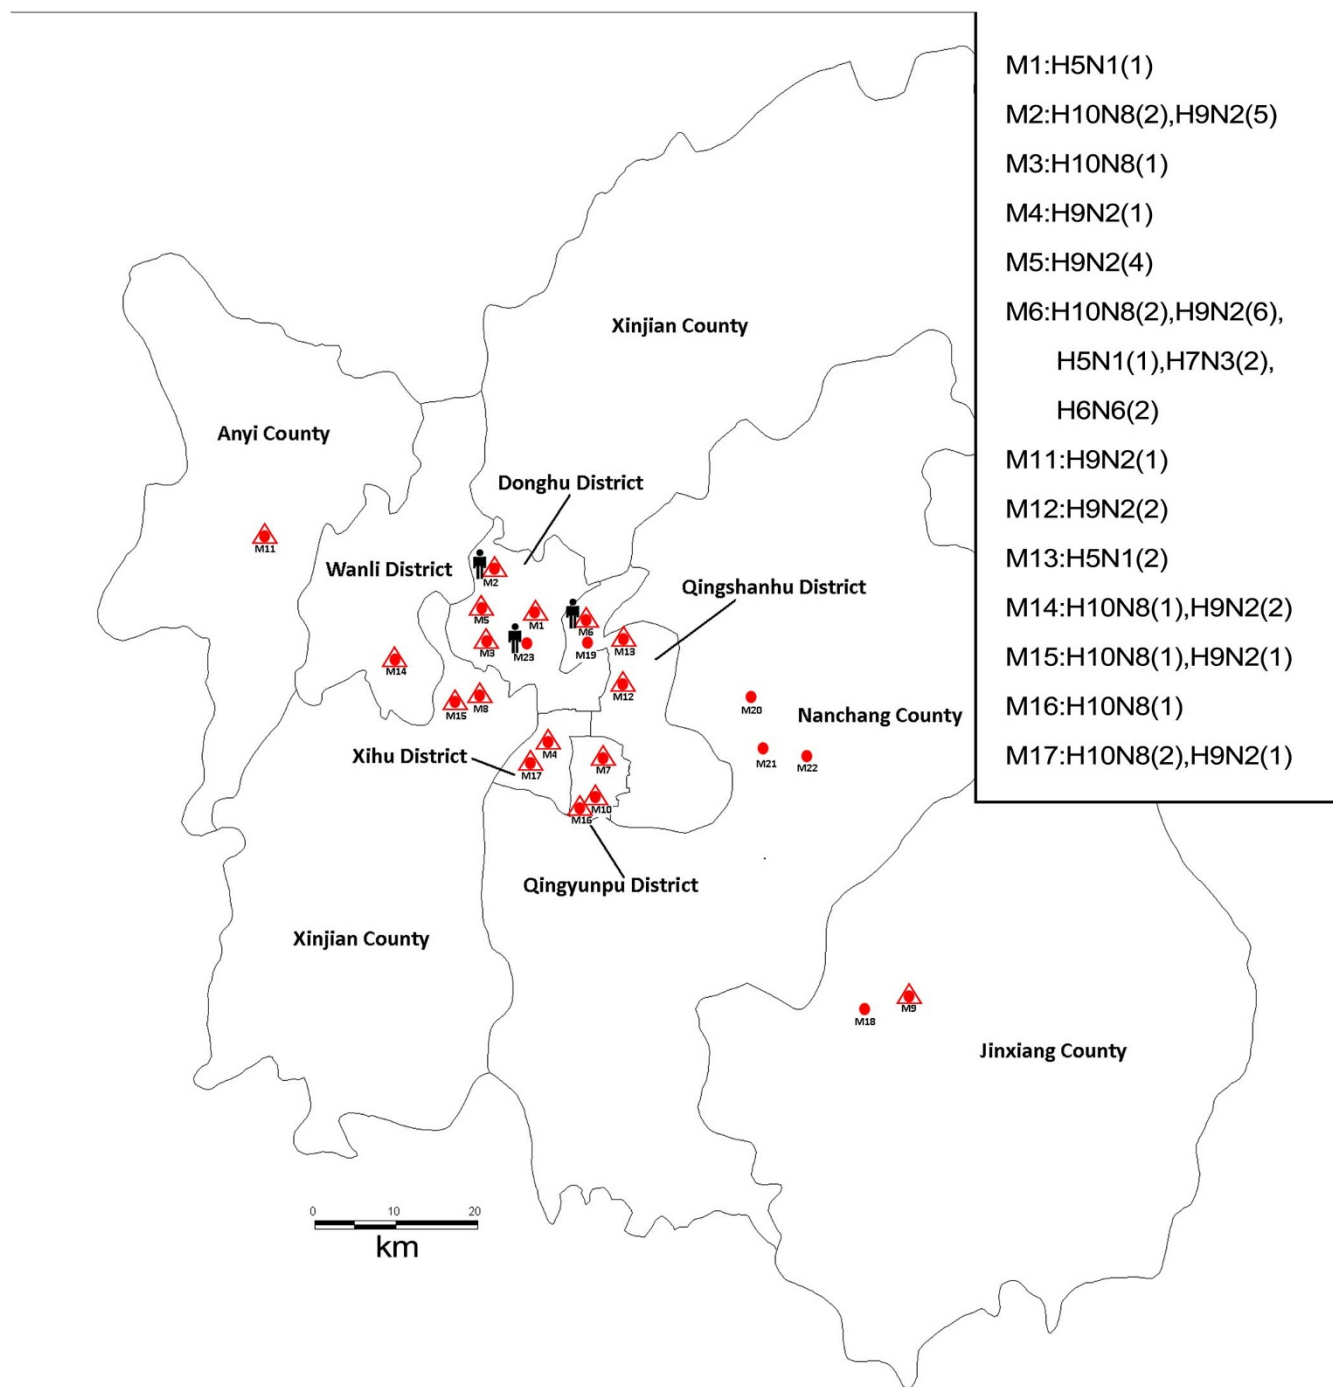 M1:H5N1(1)
M2:H10N8(2),H9N2(5)
M3:H10N8(1)
M4:H9N2(1)
M5:H9N2(4)
M6:H10N8(2),H9N2(6),
H5N1(1),H7N3(2),
H6N6(2)
M11:H9N2(1)
M12:H9N2(2)
M13:H5N1(2)
M14:H10N8(1),H9N2(2)
M15:H10N8(1),H9N2(1)
M16:H10N8(1)
M17:H10N8(2),H9N2(1)
Xinjian County
Anyi County
Donghu District
M11
Wanli District
M2
Qingshanhu District
M5
M1
M6
M3
M23
M19
M13
M14
M12
M15
M8
M20
Nanchang County
Xihu District
M4
M17
M7
M21
M22
M10
M16
Qingyunpu District
Xinjian County
M18
M9
Jinxiang County
0 10 20
km